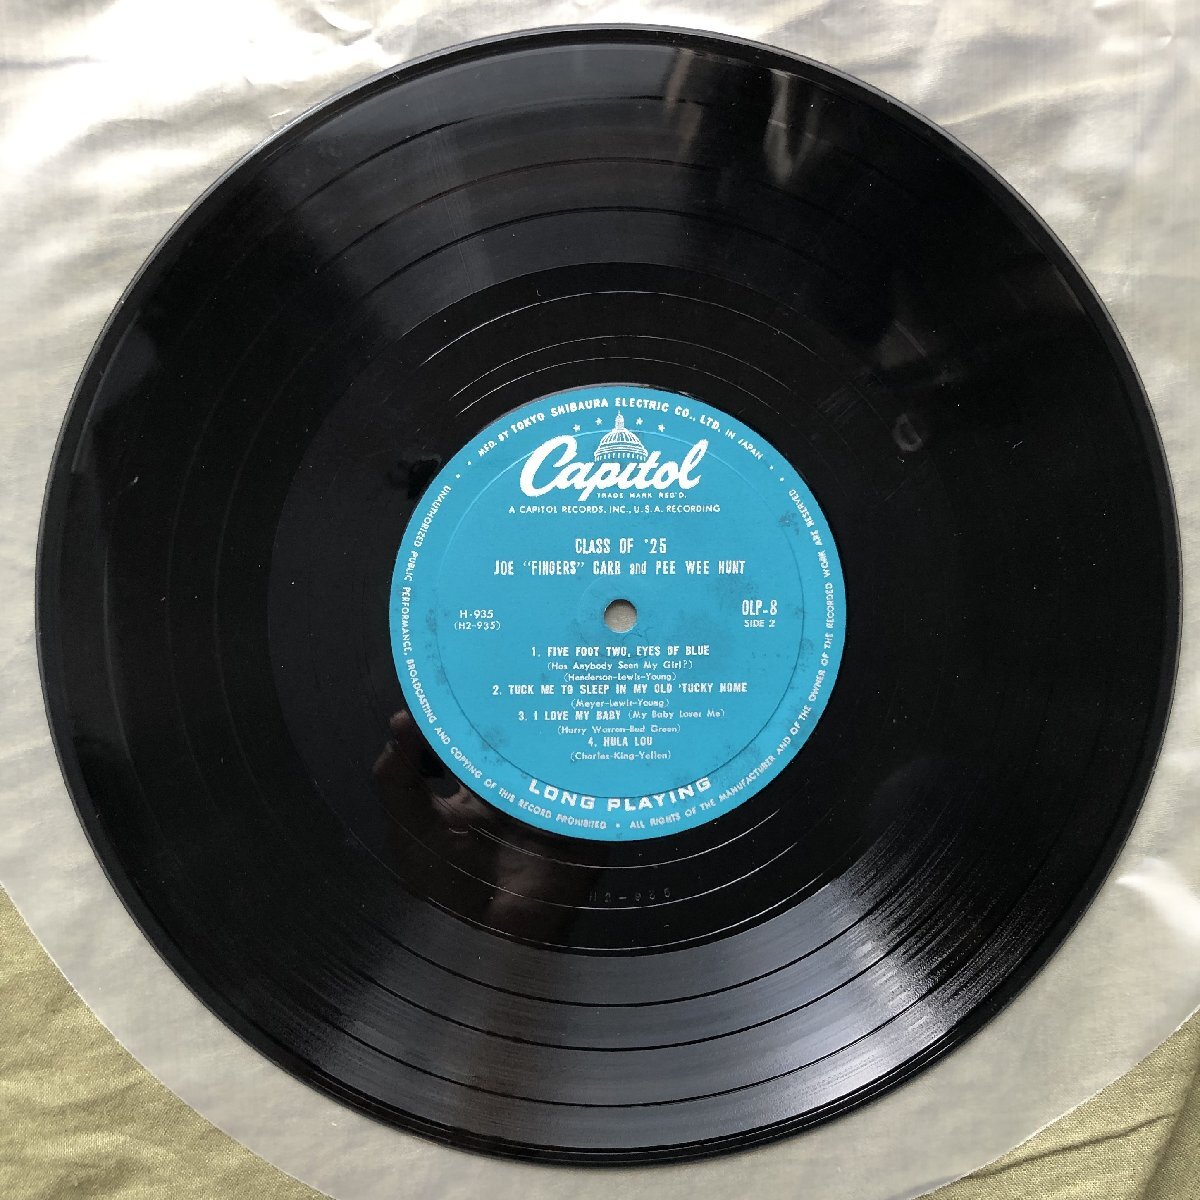 MFD. BY TOKYO SHIBAURA ELECTRIC CO., LTD. IN JAPAN
Capitol
TRADE MARK REG'D.
A CAPITOL RECORDS, INC., U.S.A. RECORDING
CLASS OF '25
JOE "FINGERS" CARR and PEE WEE HUNT
H-935
(H2-935)
OLP-8
SIDE 2
1. FIVE FOOT TWO, EYES OF BLUE
(Has Anybody Seen My Girl?)
(Henderson-Lewis-Young)
2. TUCK ME TO SLEEP IN MY OLD 'TUCKY HOME
(Meyer-Lewis-Young)
3. I LOVE MY BABY (My Baby Loves Me)
(Harry Warren-Bud Green)
4. HULA LOU
(Charles-King-Yellen)
LONG PLAYING
UNAUTHORIZED PUBLIC PERFORMANCE, BROADCASTING AND COPYING OF THIS RECORD PROHIBITED • ALL RIGHTS OF THE MANUFACTURER AND OF THE OWNER OF THE RECORDED WORK ARE RESERVED
H2-935